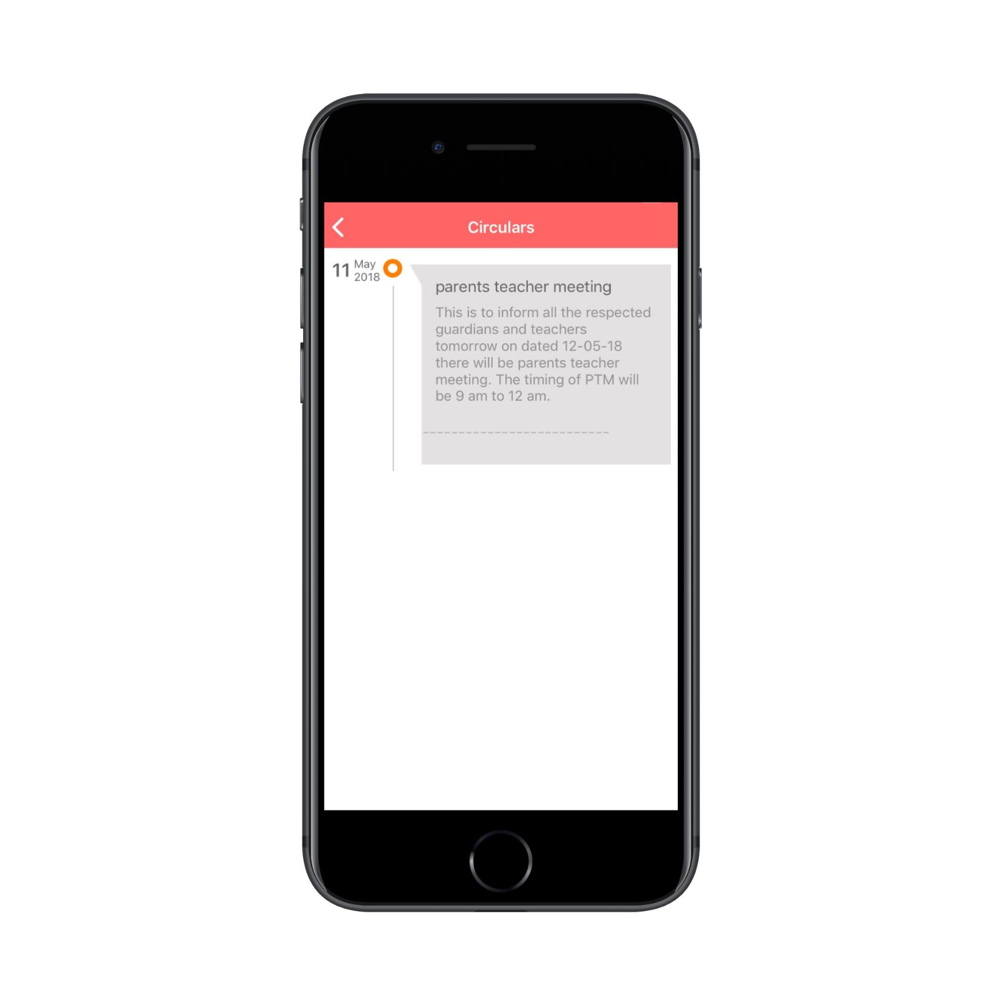 Circulars
11 May
2018
parents teacher meeting
This is to inform all the respected
guardians and teachers
tomorrow on dated 12-05-18
there will be parents teacher
meeting. The timing of PTM will
be 9 am to 12 am.